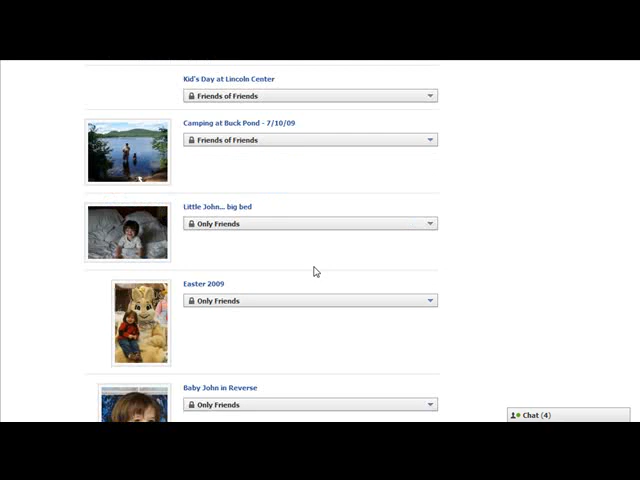 Kid's Day at Lincoln Center
Friends of Friends
Camping at Buck Pond - 7/10/09
Friends of Friends
Little John... big bed
Only Friends
Easter 2009
Only Friends
Baby John in Reverse
Only Friends
Chat (4)